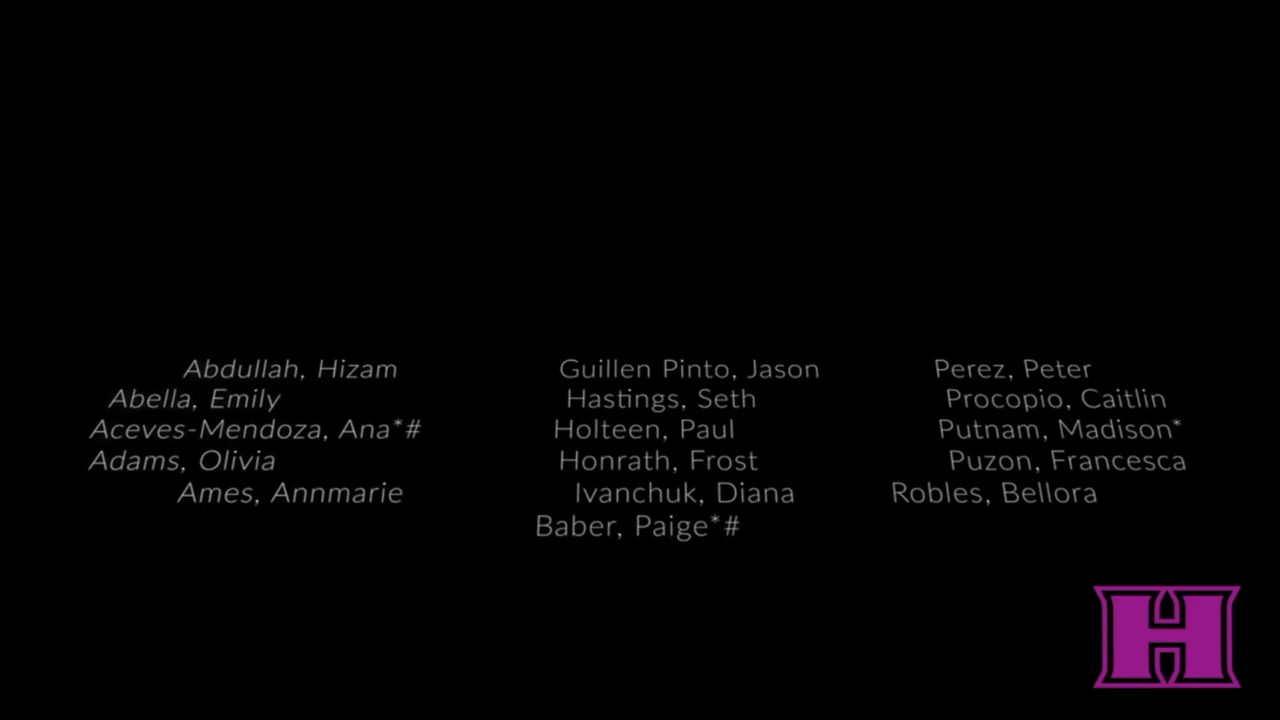 Abdullah, Hizam
Abella, Emily
Aceves-Mendoza, Ana*#
Adams, Olivia
Ames, Annmarie
Guillen Pinto, Jason
Hastings, Seth
Holteen, Paul
Honrath, Frost
Ivanchuk, Diana
Baber, Paige*#
Perez, Peter
Procopio, Caitlin
Putnam, Madison*
Puzon, Francesca
Robles, Bellora
H